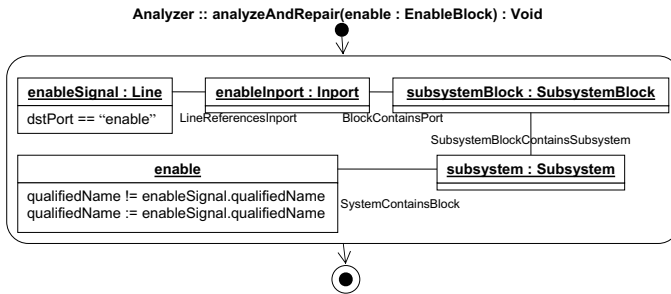 Analyzer :: analyzeAndRepair(enable : EnableBlock) : Void
enableSignal : Line
dstPort == “enable”
LineReferencesInport
enableInport : Inport
BlockContainsPort
subsystemBlock : SubsystemBlock
SubsystemBlockContainsSubsystem
enable
qualifiedName != enableSignal.qualifiedName
qualifiedName := enableSignal.qualifiedName
SystemContainsBlock
subsystem : Subsystem